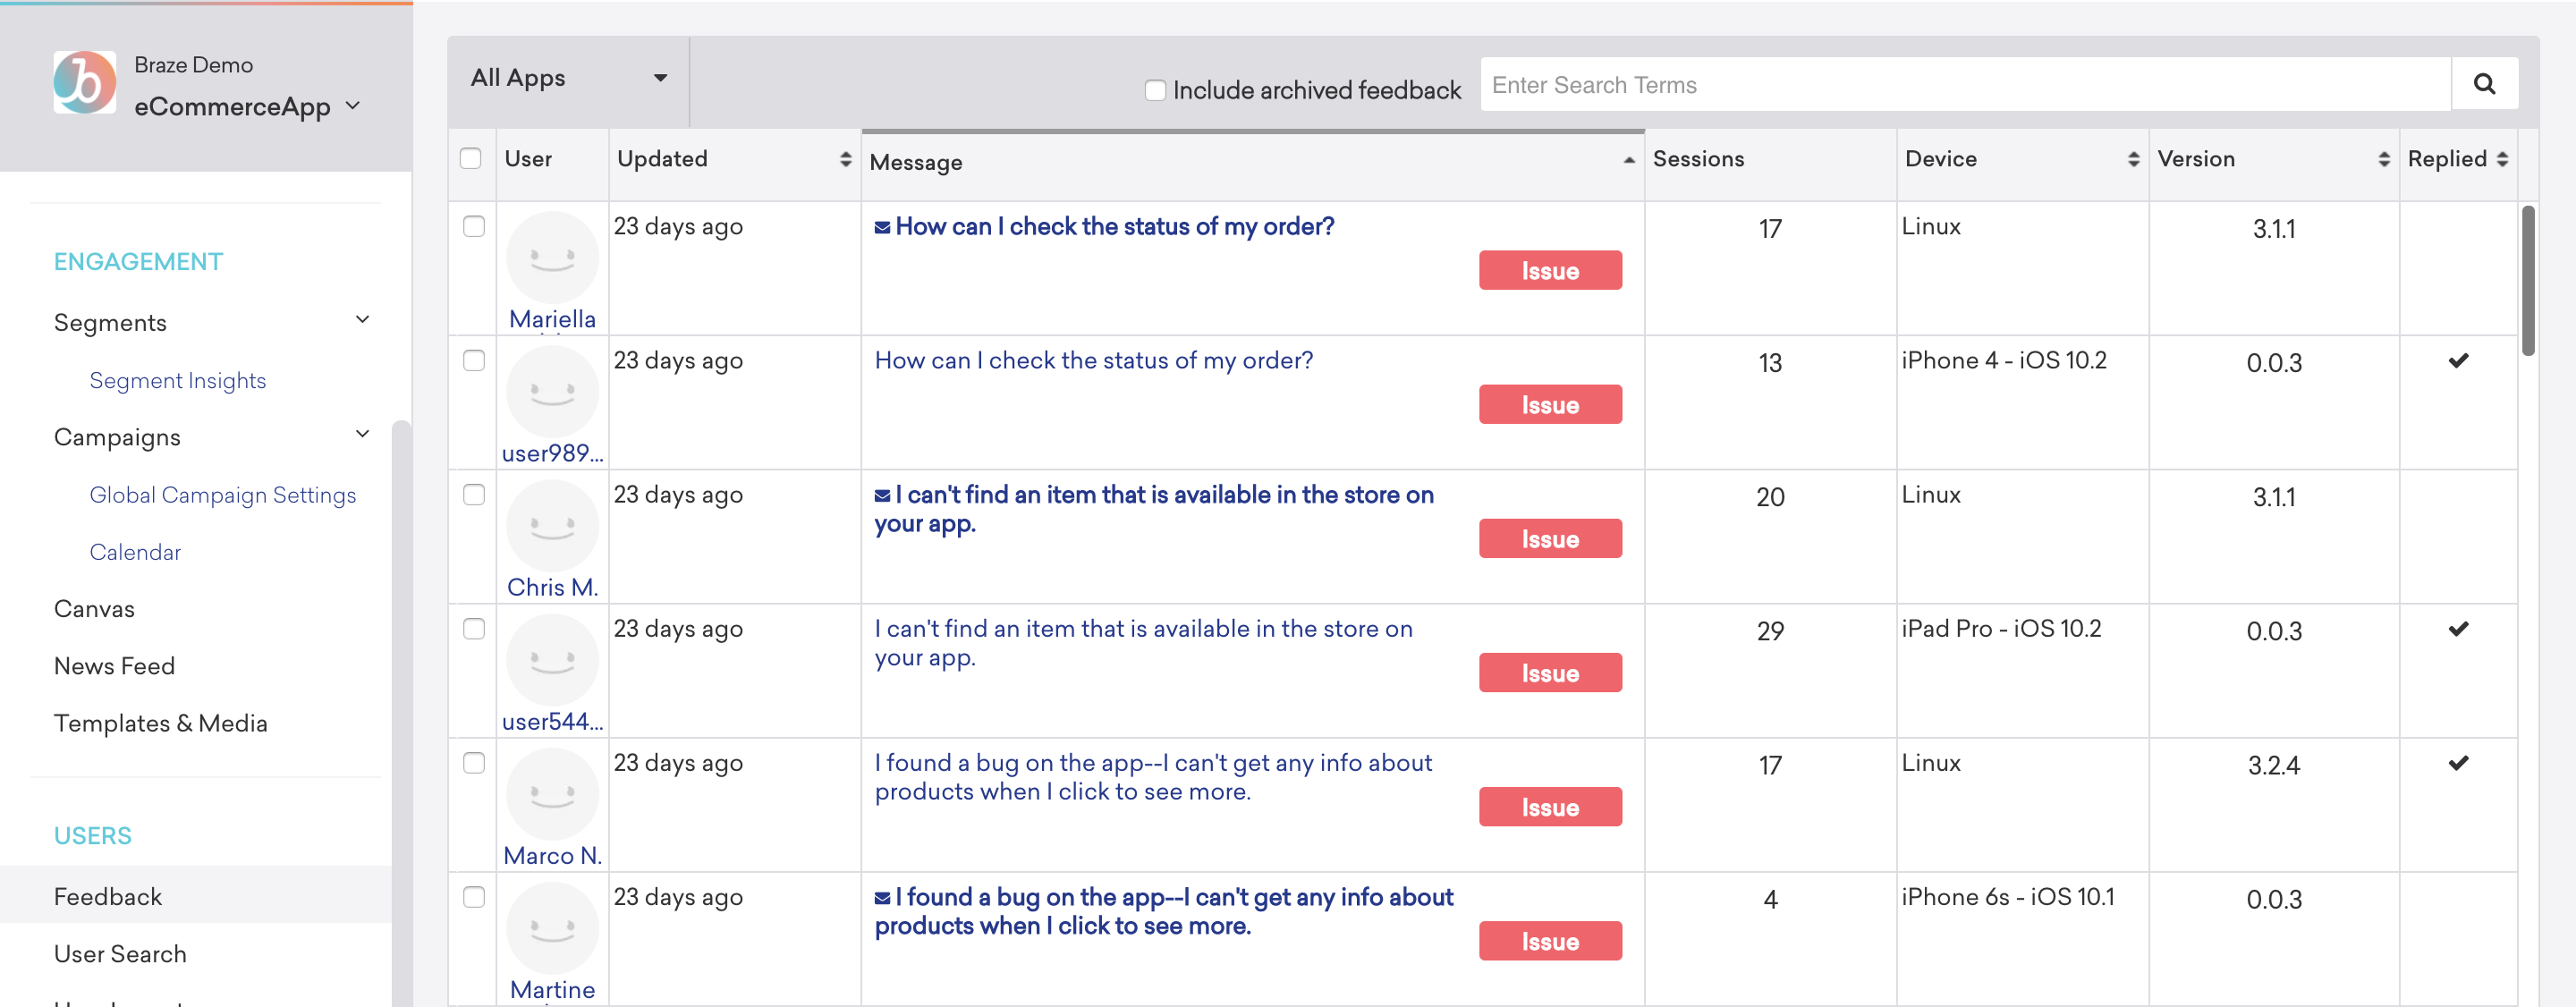 Braze Demo
eCommerceApp
ENGAGEMENT
Segments
Segment Insights
Campaigns
Global Campaign Settings
Calendar
Canvas
News Feed
Templates & Media
USERS
Feedback
User Search
All Apps
Include archived feedback
Enter Search Terms
User Updated Message Sessions Device Version Replied
23 days ago How can I check the status of my order? 17 Linux 3.1.1
Issue
Mariella
23 days ago How can I check the status of my order? 13 iPhone 4 - iOS 10.2 0.0.3
Issue
user989...
23 days ago I can't find an item that is available in the store on 20 Linux 3.1.1
your app.
Issue
Chris M.
23 days ago I can't find an item that is available in the store on 29 iPad Pro - iOS 10.2 0.0.3
your app.
Issue
user544...
23 days ago I found a bug on the app--I can't get any info about 17 Linux 3.2.4
products when I click to see more.
Issue
Marco N.
23 days ago I found a bug on the app--I can't get any info about 4 iPhone 6s - iOS 10.1 0.0.3
products when I click to see more.
Issue
Martine